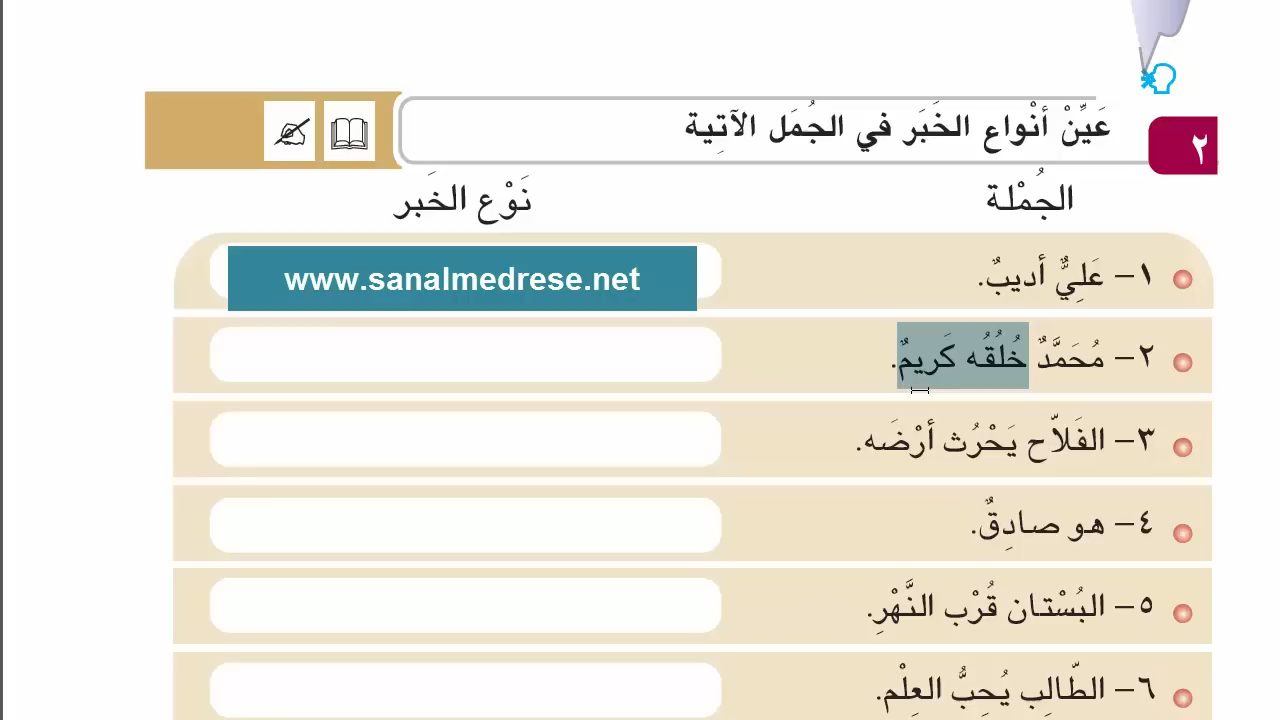 عَيِّنْ أنْواع الخَبَر في الجُمَل الآتِية
٢
الجُمْلة
نَوْع الخَبر
١– عَلِيٌّ أديبٌ.
www.sanalmedrese.net
٢– مُحَمَّدٌ خُلُقُه كَريمٌ.
٣– الفَلاّح يَحْرُث أرْضَه.
٤– هو صادِقٌ.
٥– البُسْتان قُرْب النَّهْرِ.
٦– الطّالِب يُحِبُّ العِلْم.